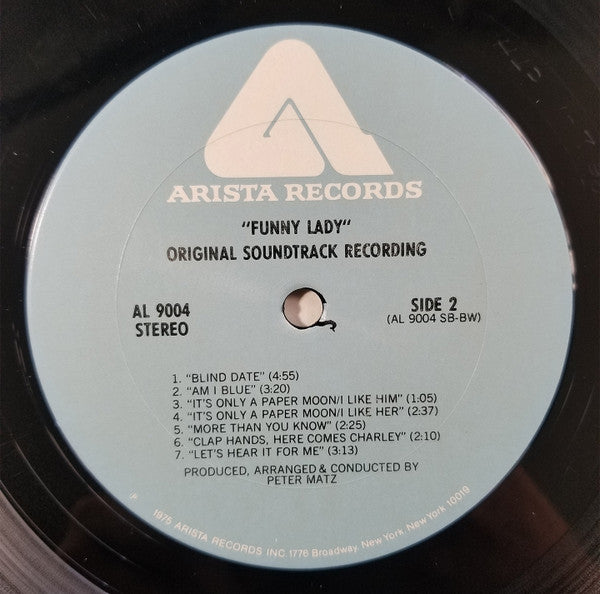 ARISTA RECORDS
"FUNNY LADY"
ORIGINAL SOUNDTRACK RECORDING
AL 9004
STEREO
SIDE 2
(AL 9004 SB-BW)
1. "BLIND DATE" (4:55)
2. "AM I BLUE" (3:20)
3. "IT'S ONLY A PAPER MOON/I LIKE HIM" (1:05)
4. "IT'S ONLY A PAPER MOON/I LIKE HER" (2:37)
5. "MORE THAN YOU KNOW" (2:25)
6. "CLAP HANDS, HERE COMES CHARLEY" (2:10)
7. "LET'S HEAR IT FOR ME" (3:13)
PRODUCED, ARRANGED & CONDUCTED BY
PETER MATZ
℗ 1975 ARISTA RECORDS INC. 1776 Broadway, New York, New York 10019